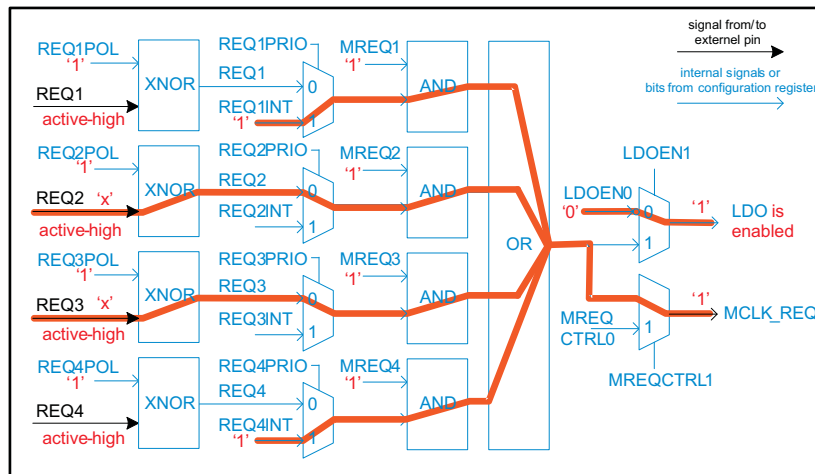 REQ1POL
'1'
XNOR
REQ1
active-high
REQ1PRIO
REQ1
0
REQ1INT
'1'
1
MREQ1
'1'
AND
signal from/to
externel pin
internal signals or
bits from configuration register
REQ2POL
'1'
XNOR
REQ2 'x'
active-high
REQ2PRIO
REQ2
0
REQ2INT
1
MREQ2
'1'
AND
REQ3POL
'1'
XNOR
REQ3 'x'
active-high
REQ3PRIO
REQ3
0
REQ3INT
1
MREQ3
'1'
AND
REQ4POL
'1'
XNOR
REQ4
active-high
REQ4PRIO
REQ4
0
REQ4INT
'1'
1
MREQ4
'1'
AND
OR
LDOEN1
LDOEN0
'0'
0
1
'1'
LDO is
enabled
MREQ
CTRL0
1
'1'
MCLK_REQ
MREQCTRL1